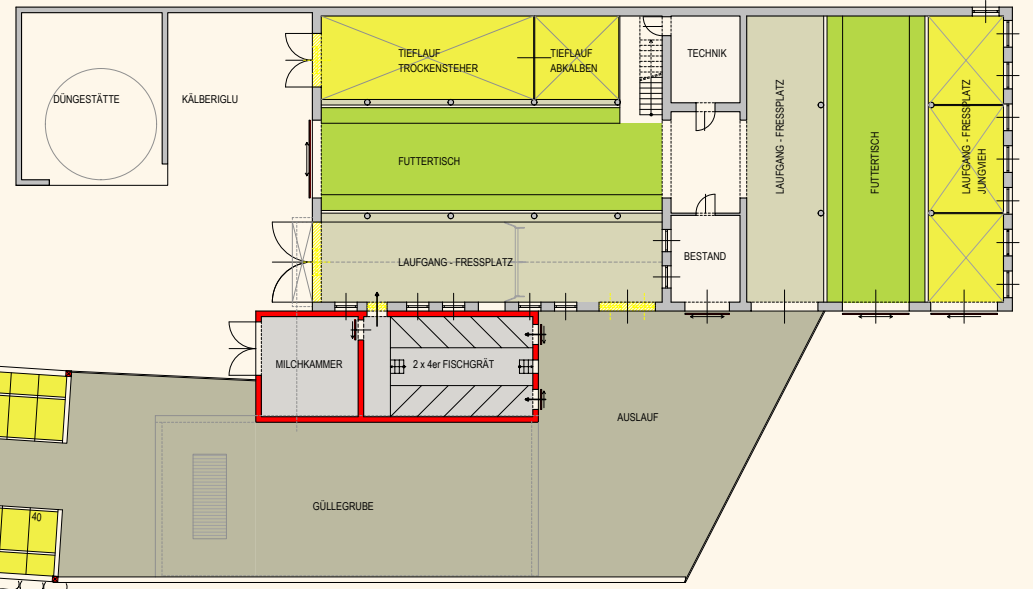 TIEFLAUF
TROCKENSTEHER
TIEFLAUF
ABKALBEN
TECHNIK
DÜNGESTÄTTE
KÄLBERIGLU
FUTTERTISCH
LAUFGANG - FRESSPLATZ
FUTTERTISCH
LAUFGANG - FRESSPLATZ
JUNGVIEH
LAUFGANG - FRESSPLATZ
BESTAND
MILCHKAMMER
2 x 4er FISCHGRÄT
AUSLAUF
GÜLLEGRUBE
40